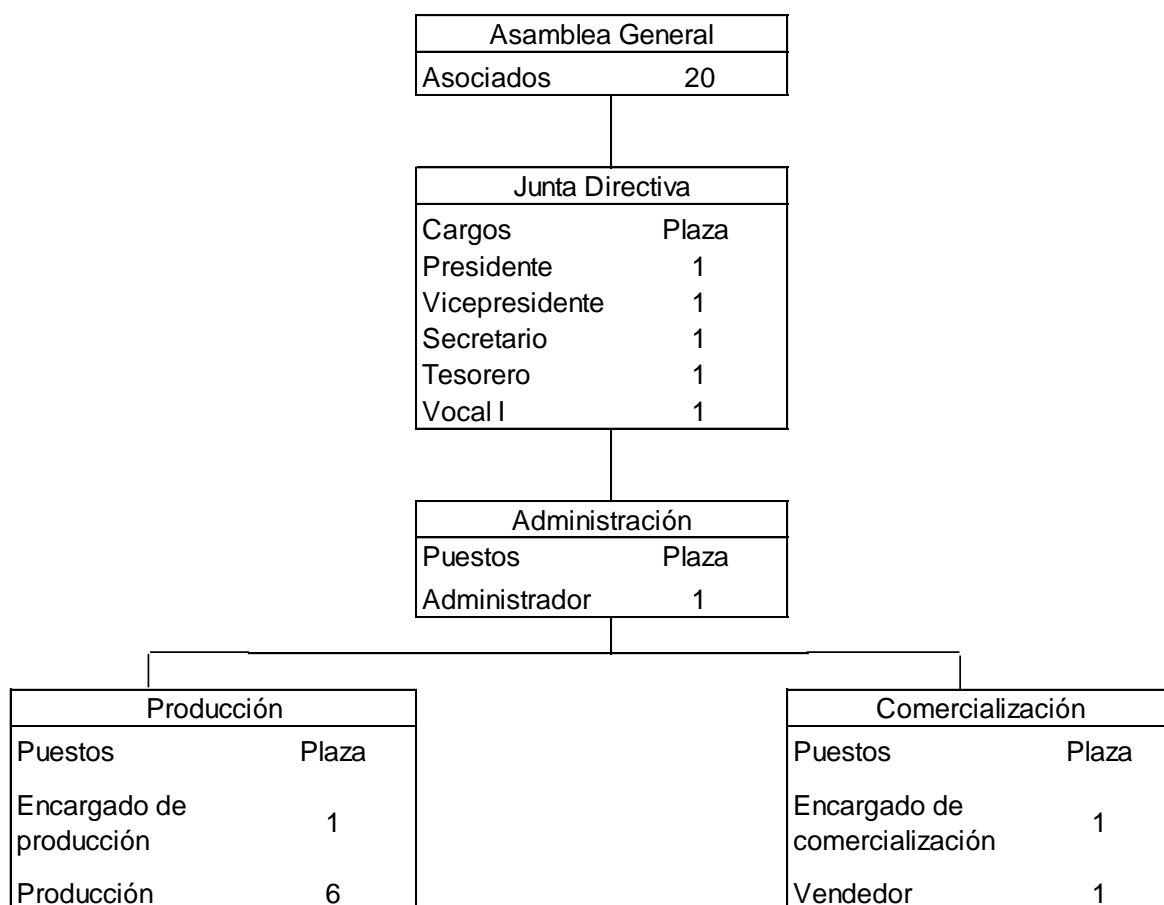 Asamblea General
Asociados 20
Junta Directiva
Cargos Plaza
Presidente 1
Vicepresidente 1
Secretario 1
Tesorero 1
Vocal I 1
Administración
Puestos Plaza
Administrador 1
Producción
Puestos Plaza
Encargado de
producción 1
Producción 6
Comercialización
Puestos Plaza
Encargado de
comercialización 1
Vendedor 1